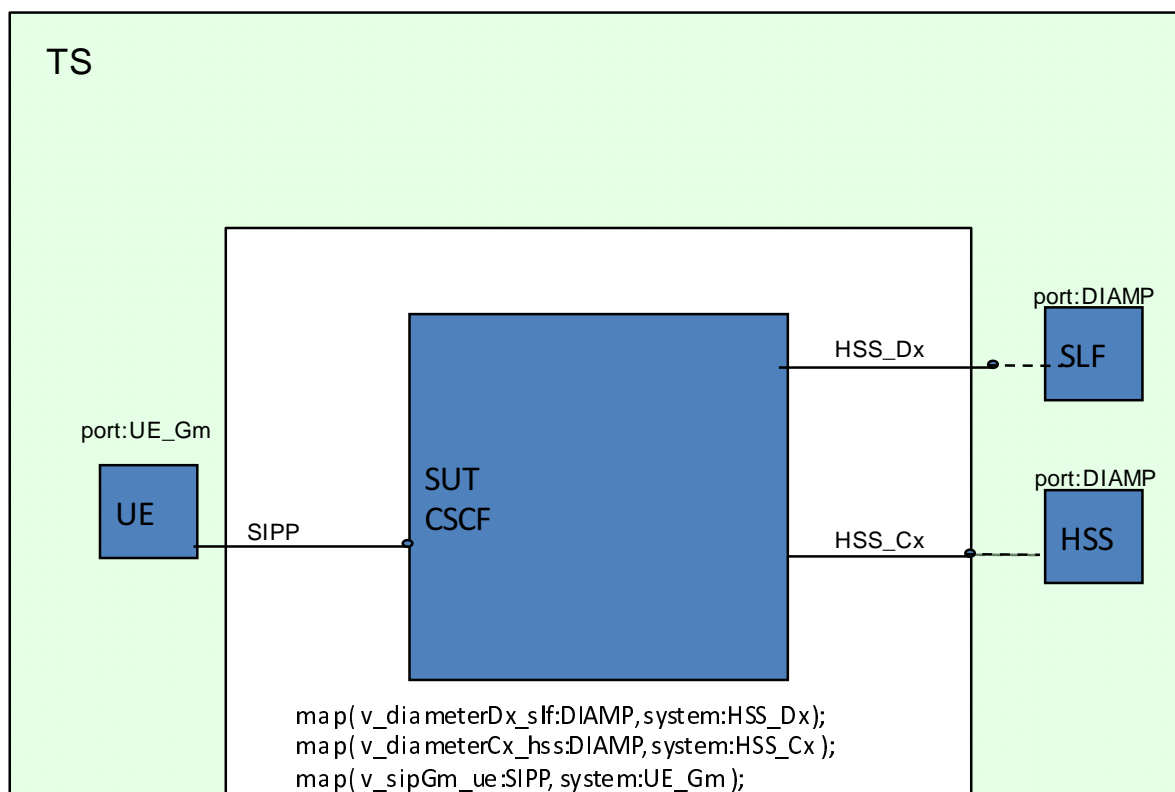 TS
port:DIAMP
HSS_Dx
SLF
port:UE_Gm
SUT
CSCF
port:DIAMP
UE
SIPP
HSS_Cx
HSS
map( v_diameterDx_slf:DIAMP, system:HSS_Dx);
map( v_diameterCx_hss:DIAMP, system:HSS_Cx );
map( v_sipGm_ue:SIPP, system:UE_Gm );